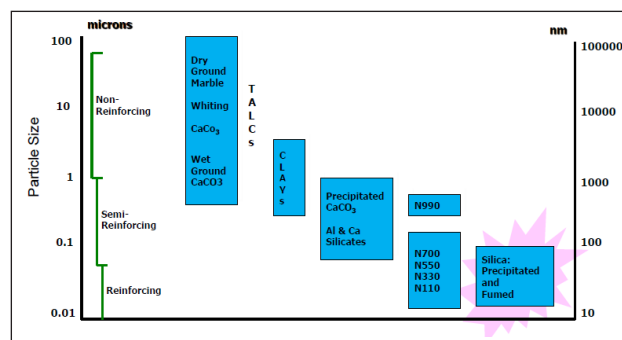 microns
nm
100
10
1
0.1
0.01
Particle Size
Non-
Reinforcing
Semi-
Reinforcing
Reinforcing
Dry
Ground
Marble
Whiting
CaCo₃
Wet
Ground
CaCO3
TALCs
CLAYs
Precipitated
CaCO₃
Al & Ca
Silicates
N990
N700
N550
N330
N110
Silica:
Precipitated
and
Fumed
100000
10000
1000
100
10